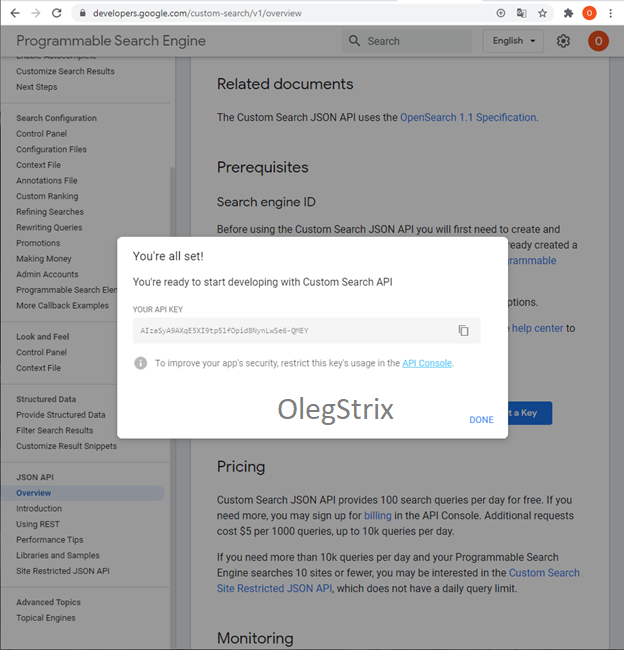 developers.google.com/custom-search/v1/overview
Programmable Search Engine
Search
English
O
O
Enable Autocomplete
Customize Search Results
Next Steps
Search Configuration
Control Panel
Configuration Files
Context File
Annotations File
Custom Ranking
Refining Searches
Rewriting Queries
Promotions
Making Money
Admin Accounts
Programmable Search Elem
More Callback Examples
Look and Feel
Control Panel
Context File
Structured Data
Provide Structured Data
Filter Search Results
Customize Result Snippets
JSON API
Overview
Introduction
Using REST
Performance Tips
Libraries and Samples
Site Restricted JSON API
Advanced Topics
Topical Engines
Related documents
The Custom Search JSON API uses the OpenSearch 1.1 Specification.
Prerequisites
Search engine ID
Before using the Custom Search JSON API you will first need to create and
ready created a
grammable
ptions.
help center to
t a Key
You're all set!
You're ready to start developing with Custom Search API
YOUR API KEY
To improve your app's security, restrict this key's usage in the API Console.
OlegStrix
DONE
Pricing
Custom Search JSON API provides 100 search queries per day for free. If you
need more, you may sign up for billing in the API Console. Additional requests
cost $5 per 1000 queries, up to 10k queries per day.
If you need more than 10k queries per day and your Programmable Search
Engine searches 10 sites or fewer, you may be interested in the Custom Search
Site Restricted JSON API, which does not have a daily query limit.
Monitoring